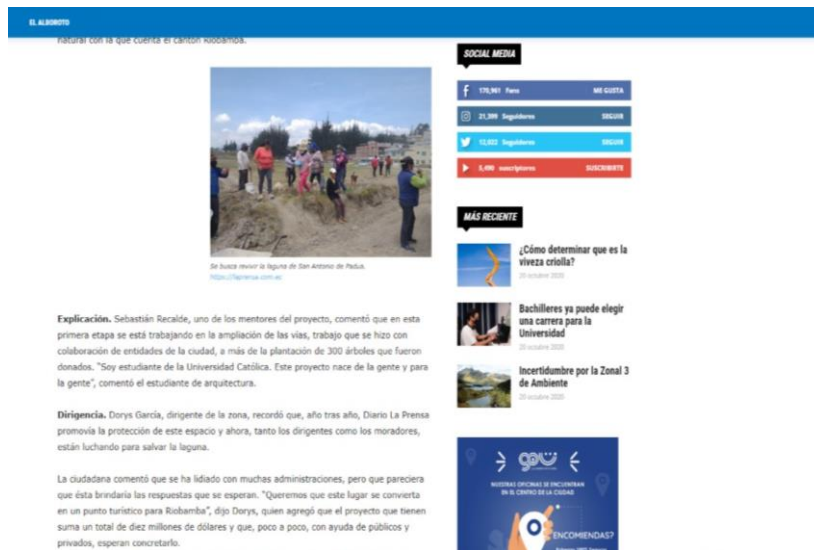 EL ALBOROTO
natural con la que cuenta el cantón Riobamba.
Se busca revivir la laguna de San Antonio de Padua.
https://laprensa.com.ec
Explicación. Sebastián Recalde, uno de los mentores del proyecto, comentó que en esta
primera etapa se está trabajando en la ampliación de las vías, trabajo que se hizo con
colaboración de entidades de la ciudad, a más de la plantación de 300 árboles que fueron
donados. "Soy estudiante de la Universidad Católica. Este proyecto nace de la gente y para
la gente", comentó el estudiante de arquitectura.
Dirigencia. Dorys García, dirigente de la zona, recordó que, año tras año, Diario La Prensa
promovía la protección de este espacio y ahora, tanto los dirigentes como los moradores,
están luchando para salvar la laguna.
La ciudadana comentó que se ha lidiado con muchas administraciones, pero que pareciera
que ésta brindaría las respuestas que se esperan. "Queremos que este lugar se convierta
en un punto turístico para Riobamba", dijo Dorys, quien agregó que el proyecto que tienen
suma un total de diez millones de dólares y que, poco a poco, con ayuda de públicos y
privados, esperan concretarlo.
SOCIAL MEDIA
170,961 Fans ME GUSTA
21,399 Seguidores SEGUIR
12,022 Seguidores SEGUIR
5,490 suscriptores SUSCRIBIRTE
MÁS RECIENTE
¿Cómo determinar que es la
viveza criolla?
20 octubre 2020
Bachilleres ya puede elegir
una carrera para la
Universidad
20 octubre 2020
Incertidumbre por la Zonal 3
de Ambiente
20 octubre 2020
NUESTRAS OFICINAS SE ENCUENTRAN
EN EL CENTRO DE LA CIUDAD
ENCOMIENDAS?